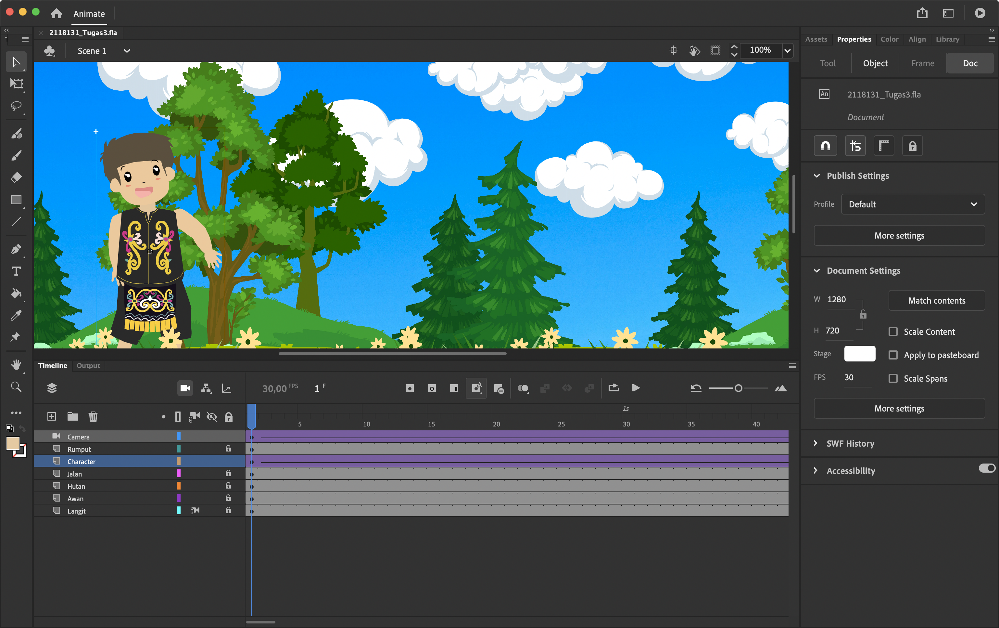 Animate
2118131_Tugas3.fla
Scene 1
100%
Assets Properties Color Align Library
Tool Object Frame Doc
An 2118131_Tugas3.fla
Document
Publish Settings
Profile Default
More settings
Document Settings
W 1280 Match contents
H 720 Scale Content
Stage Apply to pasteboard
FPS 30 Scale Spans
More settings
SWF History
Accessibility
Timeline Output
30,00 FPS 1 F
1s
5 10 15 20 25 30 35 40
Camera
Rumput
Character
Jalan
Hutan
Awan
Langit